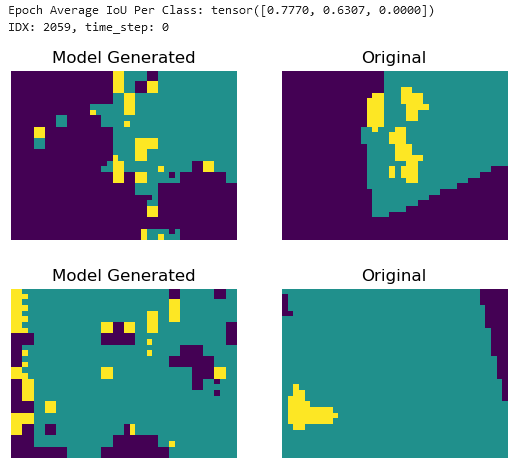 Epoch Average IoU Per Class: tensor([0.7770, 0.6307, 0.0000])
IDX: 2059, time_step: 0
Model Generated
Original
Model Generated
Original